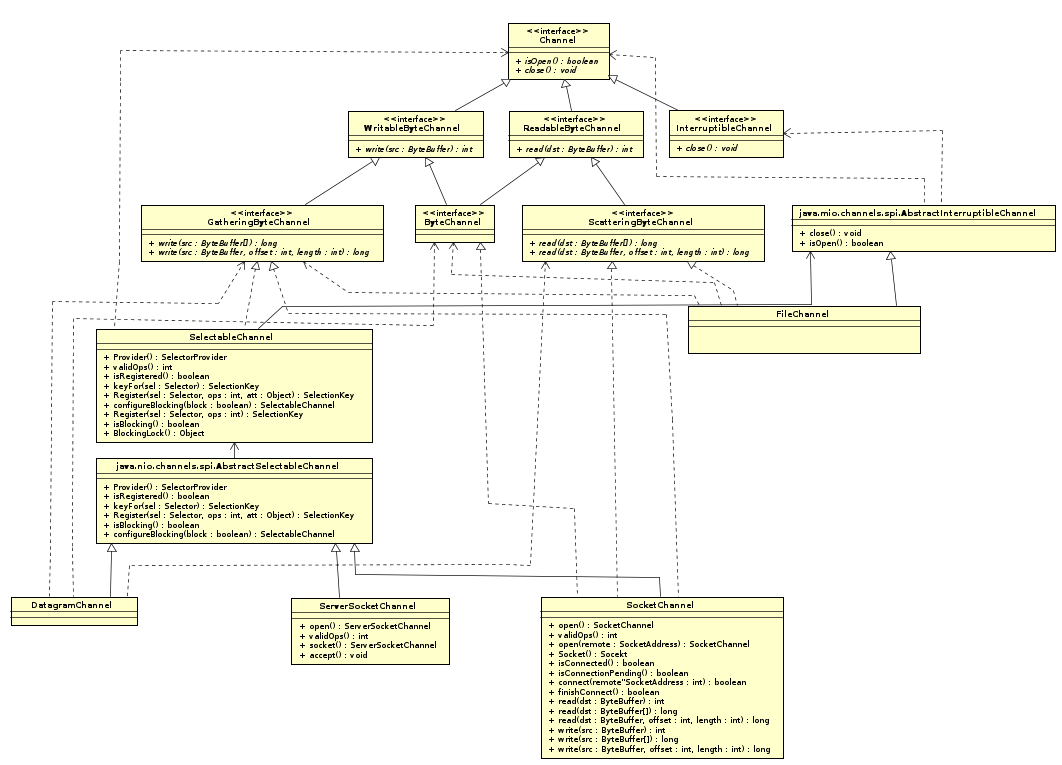 <<interface>>
Channel
+ isOpen() : boolean
+ close() : void
<<interface>>
WritableByteChannel
+ write(src : ByteBuffer) : int
<<interface>>
ReadableByteChannel
+ read(dst : ByteBuffer) : int
<<interface>>
InterruptibleChannel
+ close() : void
<<interface>>
GatheringByteChannel
+ write(src : ByteBuffer[]) : long
+ write(src : ByteBuffer, offset : int, length : int) : long
<<interface>>
ByteChannel
<<interface>>
ScatteringByteChannel
+ read(dst : ByteBuffer[]) : long
+ read(dst : ByteBuffer, offset : int, length : int) : long
java.nio.channels.spi.AbstractInterruptibleChannel
+ close() : void
+ isOpen() : boolean
FileChannel
SelectableChannel
+ Provider() : SelectorProvider
+ validOps() : int
+ isRegistered() : boolean
+ keyFor(sel : Selector) : SelectionKey
+ Register(sel : Selector, ops : int, att : Object) : SelectionKey
+ configureBlocking(block : boolean) : SelectableChannel
+ Register(sel : Selector, ops : int) : SelectionKey
+ isBlocking() : boolean
+ BlockingLock() : Object
java.nio.channels.spi.AbstractSelectableChannel
+ Provider() : SelectorProvider
+ isRegistered() : boolean
+ keyFor(sel : Selector) : SelectionKey
+ Register(sel : Selector, ops : int, att : Object) : SelectionKey
+ isBlocking() : boolean
+ configureBlocking(block : boolean) : SelectableChannel
DatagramChannel
ServerSocketChannel
+ open() : ServerSocketChannel
+ validOps() : int
+ socket() : ServerSocketChannel
+ accept() : void
SocketChannel
+ open() : SocketChannel
+ validOps() : int
+ open(remote : SocketAddress) : SocketChannel
+ Socket() : Socekt
+ isConnected() : boolean
+ isConnectionPending() : boolean
+ connect(remote"SocketAddress : int) : boolean
+ finishConnect() : boolean
+ read(dst : ByteBuffer) : int
+ read(dst : ByteBuffer[]) : long
+ read(dst : ByteBuffer, offset : int, length : int) : long
+ write(src : ByteBuffer) : int
+ write(src : ByteBuffer[]) : long
+ write(src : ByteBuffer, offset : int, length : int) : long